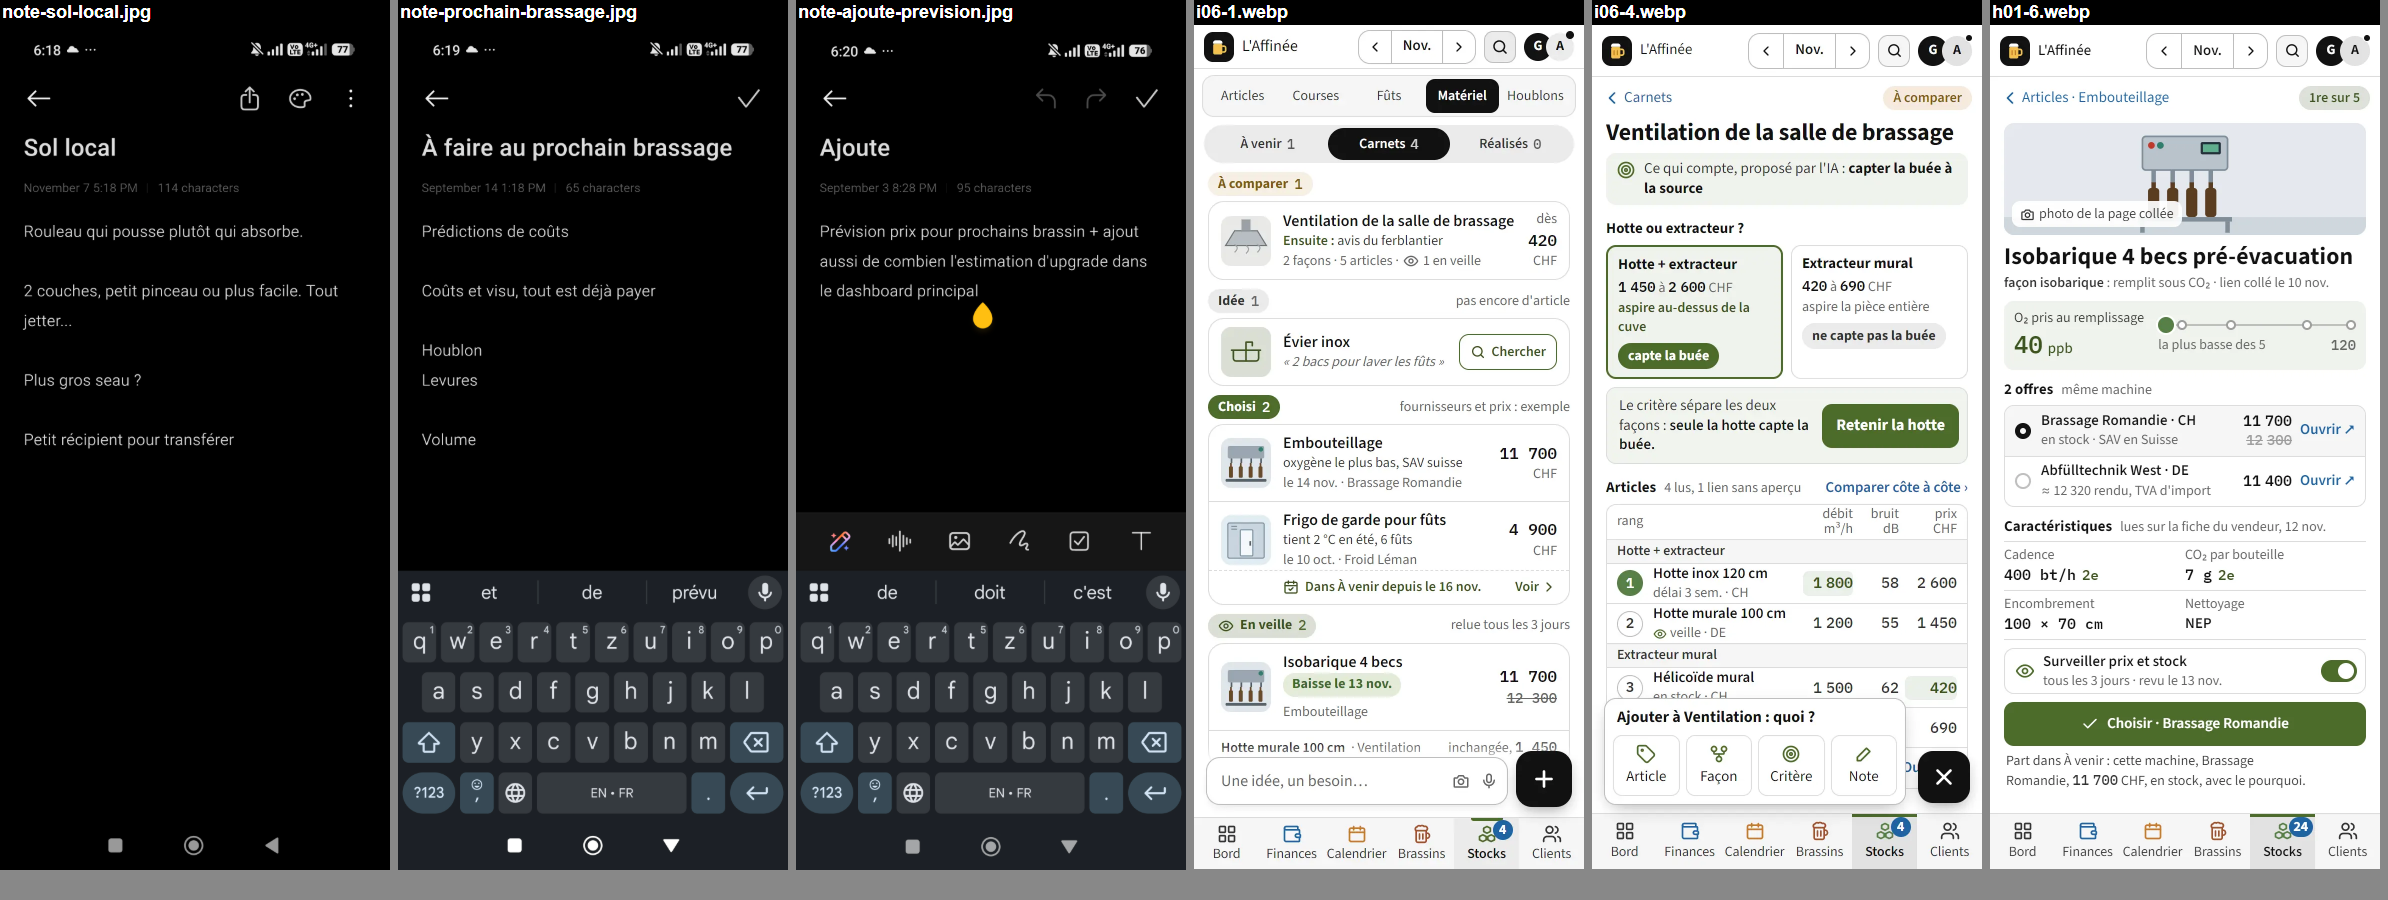 note-sol-local.jpg
6:18
77
Sol local
November 7 5:18 PM | 114 characters
Rouleau qui pousse plutôt qui absorbe.
2 couches, petit pinceau ou plus facile. Tout
jetter...
Plus gros seau ?
Petit récipient pour transférer
note-prochain-brassage.jpg
6:19
77
À faire au prochain brassage
September 14 1:18 PM | 65 characters
Prédictions de coûts
Coûts et visu, tout est déjà payer
Houblon
Levures
Volume
et de prévu
q1 w2 e3 r4 t5 z6 u7 i8 o9 p0
a s d f g h j k l
y x c v b n m
?123 , EN • FR .
note-ajoute-prevision.jpg
6:20
76
Ajoute
September 3 8:28 PM | 95 characters
Prévision prix pour prochains brassin + ajout
aussi de combien l'estimation d'upgrade dans
le dashboard principal
de doit c'est
q1 w2 e3 r4 t5 z6 u7 i8 o9 p0
a s d f g h j k l
y x c v b n m
?123 , EN • FR .
i06-1.webp
L'Affinée
Nov.
G A
Articles Courses Fûts Matériel Houblons
À venir 1 Carnets 4 Réalisés 0
À comparer 1
Ventilation de la salle de brassage dès
Ensuite : avis du ferblantier 420
2 façons · 5 articles · 1 en veille CHF
Idée 1 pas encore d'article
Évier inox
« 2 bacs pour laver les fûts »
Chercher
Choisi 2 fournisseurs et prix : exemple
Embouteillage
oxygène le plus bas, SAV suisse 11 700
le 14 nov. · Brassage Romandie CHF
Frigo de garde pour fûts
tient 2 °C en été, 6 fûts 4 900
le 10 oct. · Froid Léman CHF
Dans À venir depuis le 16 nov. Voir
En veille 2 relue tous les 3 jours
Isobarique 4 becs 11 700
Baisse le 13 nov. 12 300
Embouteillage
Hotte murale 100 cm · Ventilation inchangée, 1 450
Une idée, un besoin…
Bord Finances Calendrier Brassins Stocks 4 Clients
i06-4.webp
L'Affinée
Nov.
G A
Carnets À comparer
Ventilation de la salle de brassage
Ce qui compte, proposé par l'IA : capter la buée à
la source
Hotte ou extracteur ?
Hotte + extracteur
1 450 à 2 600 CHF
aspire au-dessus de la
cuve
capte la buée
Extracteur mural
420 à 690 CHF
aspire la pièce entière
ne capte pas la buée
Le critère sépare les deux
façons : seule la hotte capte la
buée.
Retenir la hotte
Articles 4 lus, 1 lien sans aperçu Comparer côte à côte ›
rang débit m³/h bruit dB prix CHF
Hotte + extracteur
1 Hotte inox 120 cm 1 800 58 2 600
délai 3 sem. · CH
2 Hotte murale 100 cm 1 200 55 1 450
veille · DE
Extracteur mural
3 Hélicoïde mural 1 500 62 420
en stock · CH
690
Ajouter à Ventilation : quoi ?
Article Façon Critère Note
Bord Finances Calendrier Brassins Stocks 4 Clients
h01-6.webp
L'Affinée
Nov.
G A
Articles · Embouteillage 1re sur 5
photo de la page collée
Isobarique 4 becs pré-évacuation
façon isobarique : remplit sous CO₂ · lien collé le 10 nov.
O₂ pris au remplissage
40 ppb
la plus basse des 5 120
2 offres même machine
Brassage Romandie · CH 11 700 Ouvrir ↗
en stock · SAV en Suisse 12 300
Abfülltechnik West · DE 11 400 Ouvrir ↗
≈ 12 320 rendu, TVA d'import
Caractéristiques lues sur la fiche du vendeur, 12 nov.
Cadence CO₂ par bouteille
400 bt/h 2e 7 g 2e
Encombrement Nettoyage
100 × 70 cm NEP
Surveiller prix et stock
tous les 3 jours · revu le 13 nov.
Choisir · Brassage Romandie
Part dans À venir : cette machine, Brassage
Romandie, 11 700 CHF, en stock, avec le pourquoi.
Bord Finances Calendrier Brassins Stocks 24 Clients